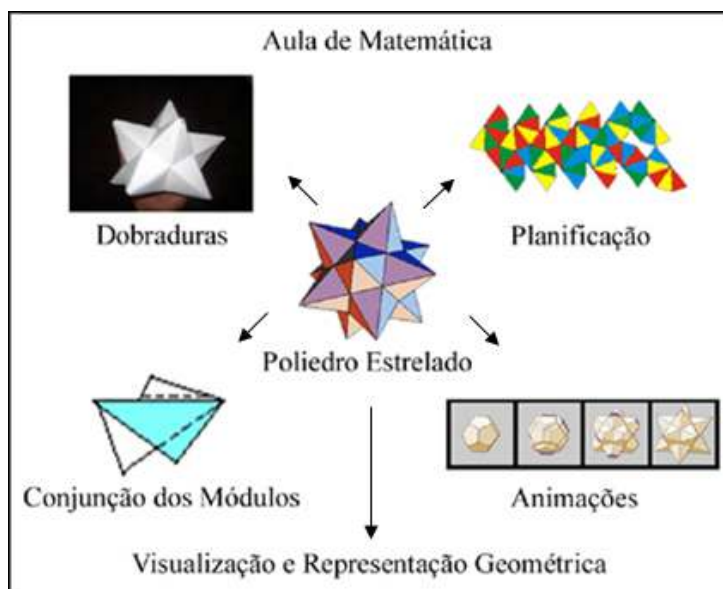 Aula de Matemática
Dobraduras
Planificação
Poliedro Estrelado
Conjunção dos Módulos
Animações
Visualização e Representação Geométrica